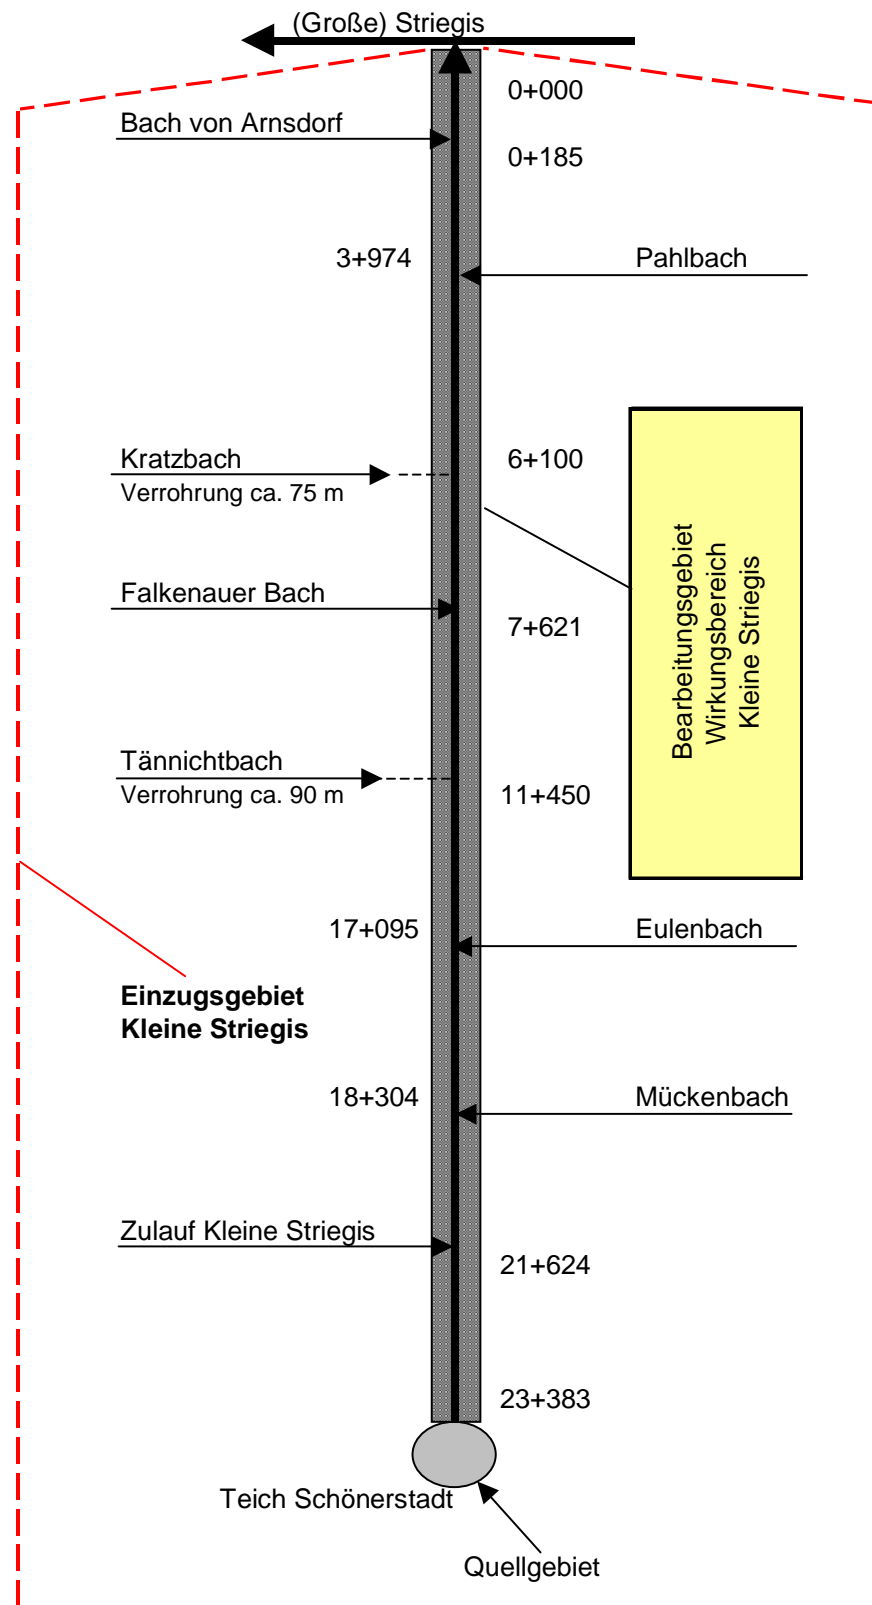 (Große) Striegis
0+000
Bach von Arnsdorf
0+185
3+974
Pahlbach
Kratzbach
6+100
Verrohrung ca. 75 m
Bearbeitungsgebiet
Wirkungsbereich
Kleine Striegis
Falkenauer Bach
7+621
Tännichtbach
Verrohrung ca. 90 m
11+450
17+095
Eulenbach
Einzugsgebiet
Kleine Striegis
18+304
Mückenbach
Zulauf Kleine Striegis
21+624
23+383
Teich Schönerstadt
Quellgebiet